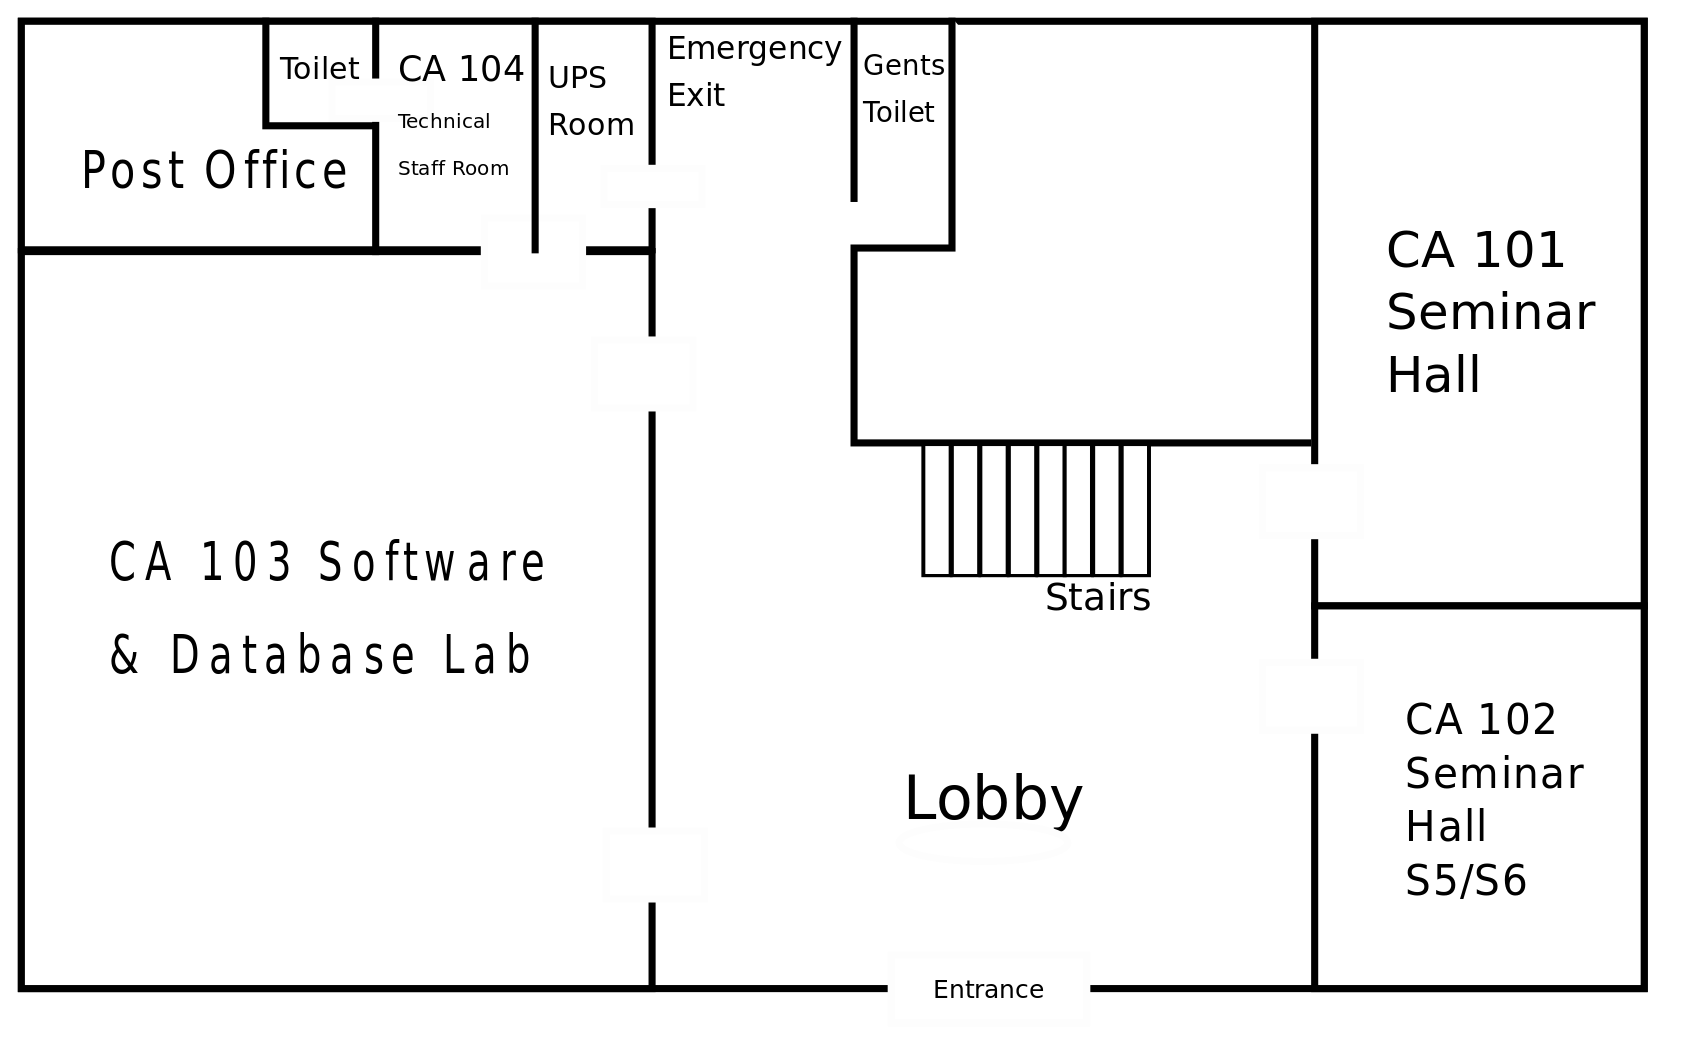 Toilet
CA 104
Technical
Staff Room
UPS
Room
Emergency
Exit
Gents
Toilet
Post Office
CA 101
Seminar
Hall
CA 103 Software
& Database Lab
Stairs
Lobby
CA 102
Seminar
Hall
S5/S6
Entrance